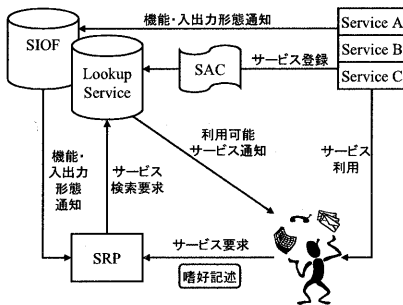 機能・入出力形態通知
Service A
SIOF
Service B
Lookup
Service
SAC
サービス登録
Service C
機能・
入出力
形態
通知
サービス
検索要求
利用可能
サービス通知
サービス
利用
SRP
サービス要求
嗜好記述